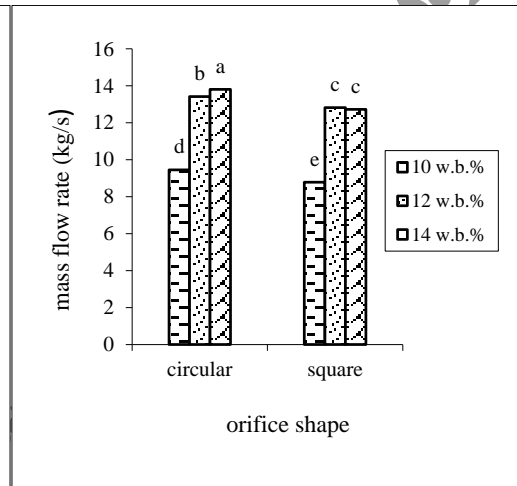 16
14
12
10
8
6
4
2
0
mass flow rate (kg/s)
d
b
a
e
c
c
circular
square
orifice shape
10 w.b.%
12 w.b.%
14 w.b.%